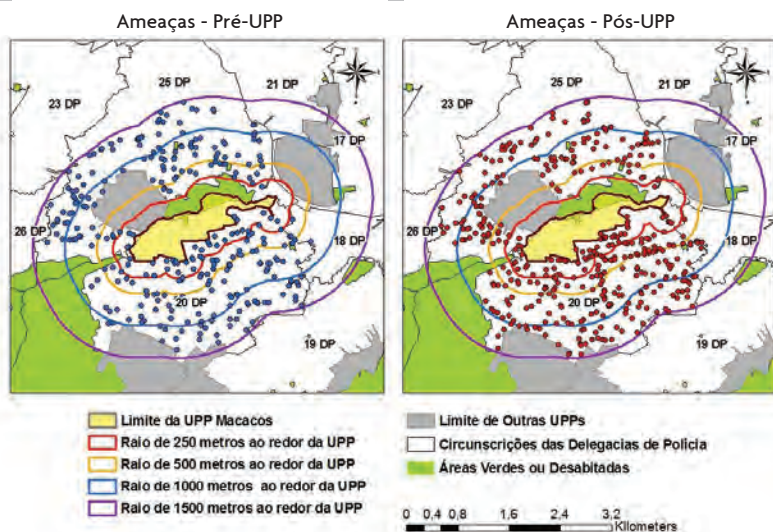 Ameaças - Pré-UPP
25 DP
21 DP
23 DP
17 DP
26 DP
18 DP
20 DP
19 DP
Ameaças - Pós-UPP
25 DP
21 DP
23 DP
17 DP
26 DP
18 DP
20 DP
19 DP
Limite da UPP Macacos
Raio de 250 metros ao redor da UPP
Raio de 500 metros ao redor da UPP
Raio de 1000 metros ao redor da UPP
Raio de 1500 metros ao redor da UPP
Limite de Outras UPPs
Circunscrições das Delegacias de Polícia
Áreas Verdes ou Desabitadas
0 0,4 0,8 1,6 2,4 3,2
Kilometers